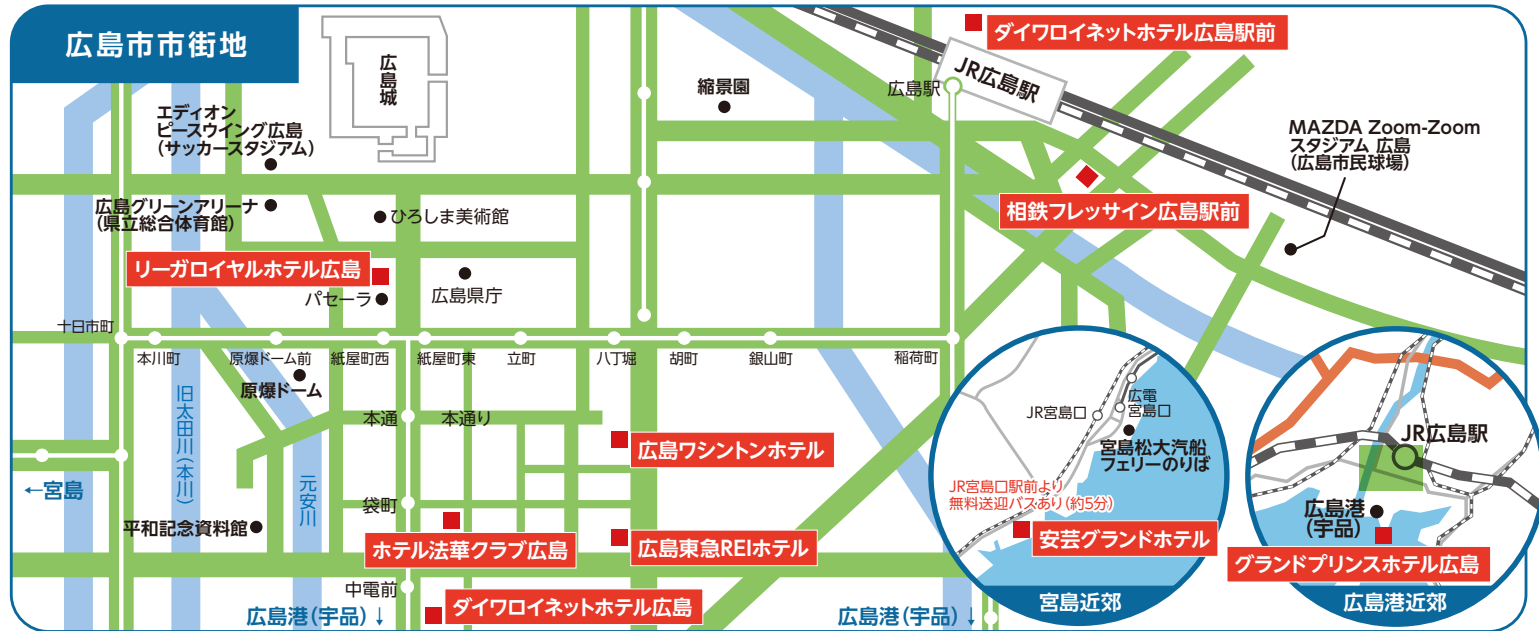 広島市市街地
広島城
エディオン
ピースウイング広島
（サッカースタジアム）
縮景園
広島駅
JR広島駅
ダイワロイネットホテル広島駅前
MAZDA Zoom-Zoom
スタジアム 広島
（広島市民球場）
広島グリーンアリーナ
（県立総合体育館）
ひろしま美術館
相鉄フレッサイン広島駅前
リーガロイヤルホテル広島
パセーラ
広島県庁
十日市町
本川町
原爆ドーム前
紙屋町西
紙屋町東
立町
八丁堀
胡町
銀山町
稲荷町
原爆ドーム
旧太田川（本川）
元安川
本通
本通り
広島ワシントンホテル
←宮島
袋町
平和記念資料館
ホテル法華クラブ広島
広島東急REIホテル
中電前
ダイワロイネットホテル広島
広島港（宇品）↓
広島港（宇品）↓
JR宮島口
広電
宮島口
宮島松大汽船
フェリーのりば
JR宮島口駅前より
無料送迎バスあり（約5分）
安芸グランドホテル
宮島近郊
JR広島駅
広島港
（宇品）
グランドプリンスホテル広島
広島港近郊